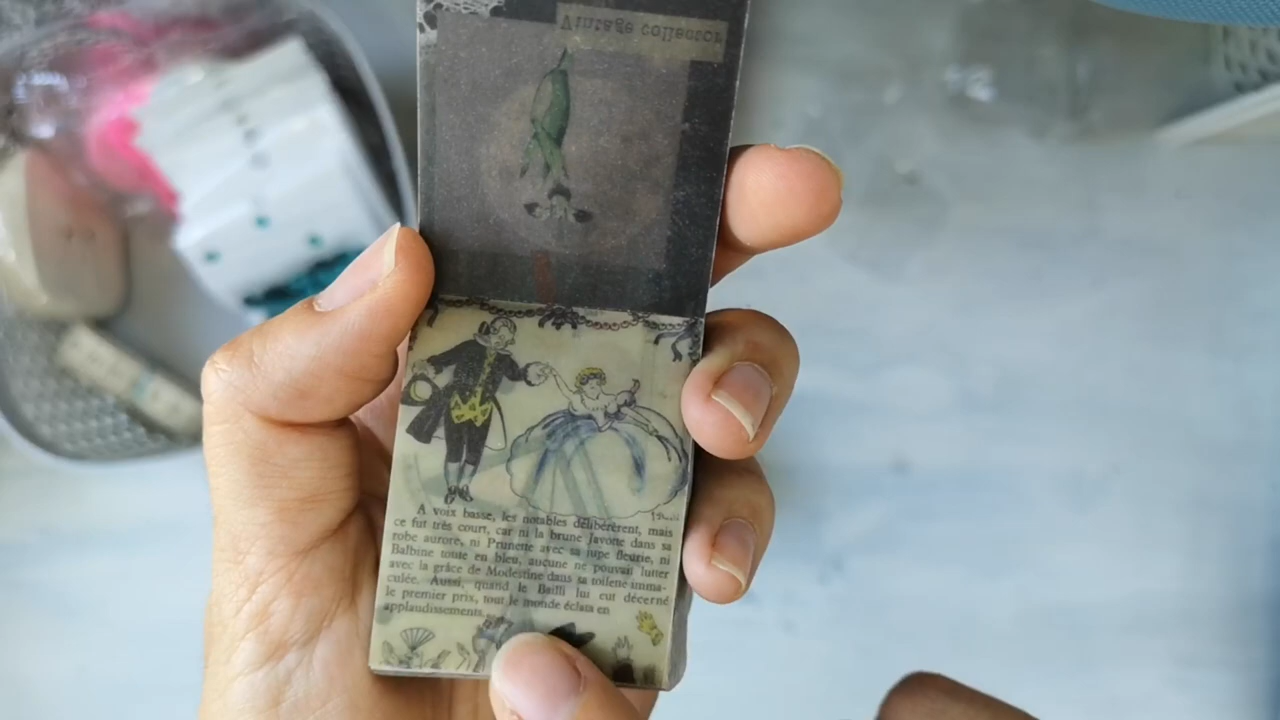 Vintage collector
A voix basse, les notables délibérèrent, mais
ce fut très court, car ni la brune Javotte dans sa
robe aurore, ni Prunette avec sa jupe fleurie, ni
Balbine toute en bleu, aucune ne pouvait lutter
avec la grâce de Modestine dans sa toilette imma-
culée. Aussi, quand le Bailli lui eut décerné
le premier prix, tout le monde éclata en
applaudissements.